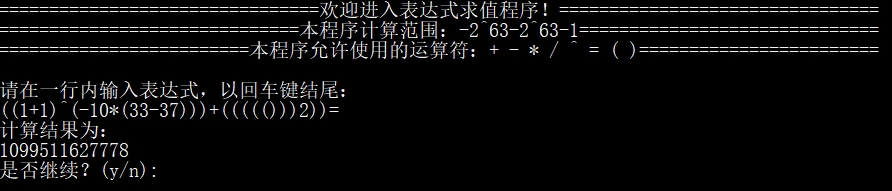 ================================欢迎进入表达式求值程序!================================
==============================本程序计算范围:-2^63-2^63-1==============================
=========================本程序允许使用的运算符:+ - * / ^ = ( )=========================
请在一行内输入表达式,以回车键结尾:
((1+1)^(-10*(33-37)))+((((()))2))=
计算结果为:
1099511627778
是否继续?(y/n):